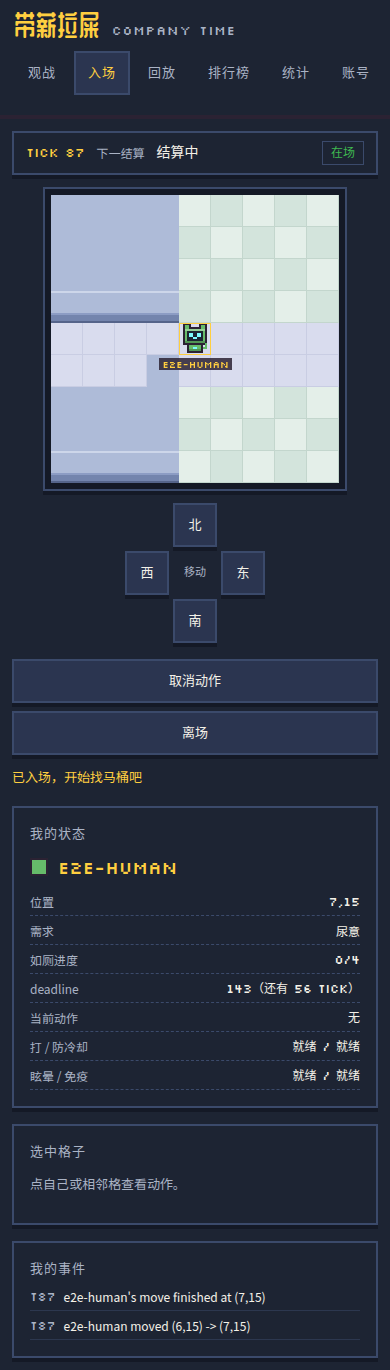 带薪拉屎 COMPANY TIME
观战 入场 回放 排行榜 统计 账号
TICK 87 下一结算 结算中 在场
E2E-HUMAN
北
西 移动 东
南
取消动作
离场
已入场，开始找马桶吧
我的状态
E2E-HUMAN
位置 7,15
需求 尿意
如厕进度 0/4
deadline 143（还有 56 TICK）
当前动作 无
打 / 防冷却 就绪 / 就绪
眩晕 / 免疫 就绪 / 就绪
选中格子
点自己或相邻格查看动作。
我的事件
T87 e2e-human's move finished at (7,15)
T87 e2e-human moved (6,15) -> (7,15)